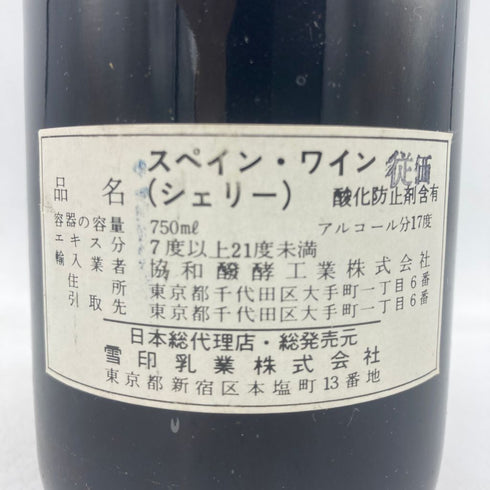 スペイン・ワイン 従価
品名 (シェリー) 酸化防止剤含有
容器の容量 750mℓ アルコール分17度
エキス分 7度以上21度未満
輸入業者 協和醱酵工業株式会社
住所 東京都千代田区大手町一丁目6番
引取先 東京都千代田区大手町一丁目6番
日本総代理店・総発売元
雪印乳業株式会社
東京都新宿区本塩町13番地